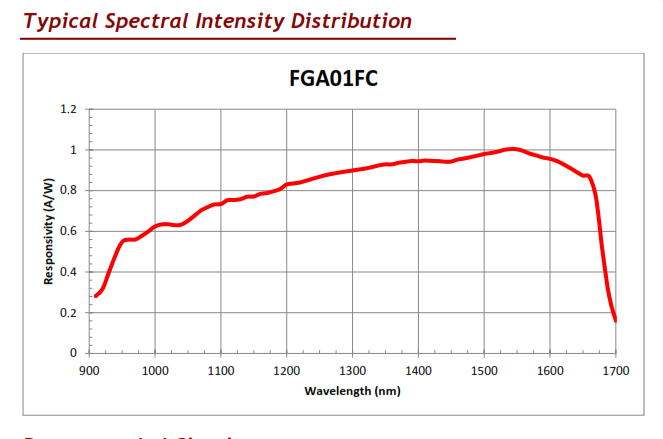 Typical Spectral Intensity Distribution
FGA01FC
1.2
1
0.8
0.6
0.4
0.2
0
Responsivity (A/W)
900 1000 1100 1200 1300 1400 1500 1600 1700
Wavelength (nm)